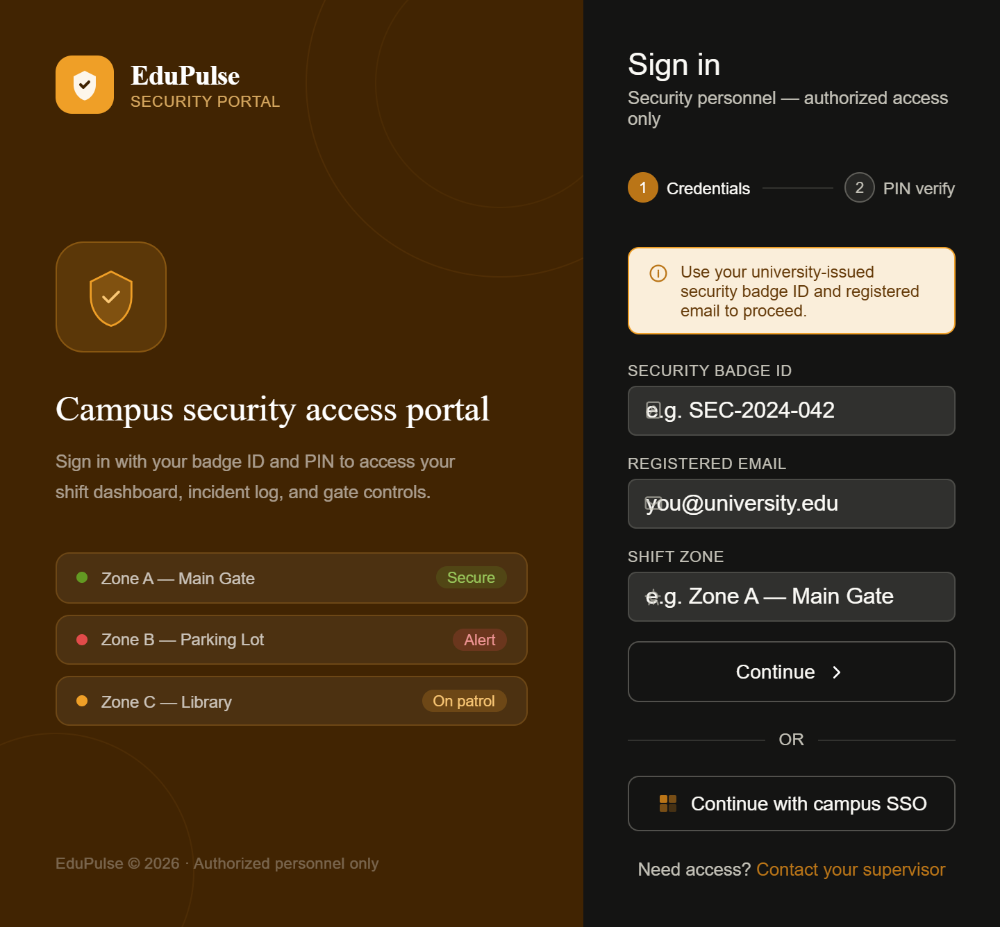 EduPulse
SECURITY PORTAL
Campus security access portal
Sign in with your badge ID and PIN to access your
shift dashboard, incident log, and gate controls.
Zone A — Main Gate
Secure
Zone B — Parking Lot
Alert
Zone C — Library
On patrol
EduPulse © 2026 · Authorized personnel only
Sign in
Security personnel — authorized access
only
1 Credentials
2 PIN verify
Use your university-issued
security badge ID and registered
email to proceed.
SECURITY BADGE ID
e.g. SEC-2024-042
REGISTERED EMAIL
you@university.edu
SHIFT ZONE
e.g. Zone A — Main Gate
Continue
OR
Continue with campus SSO
Need access? Contact your supervisor